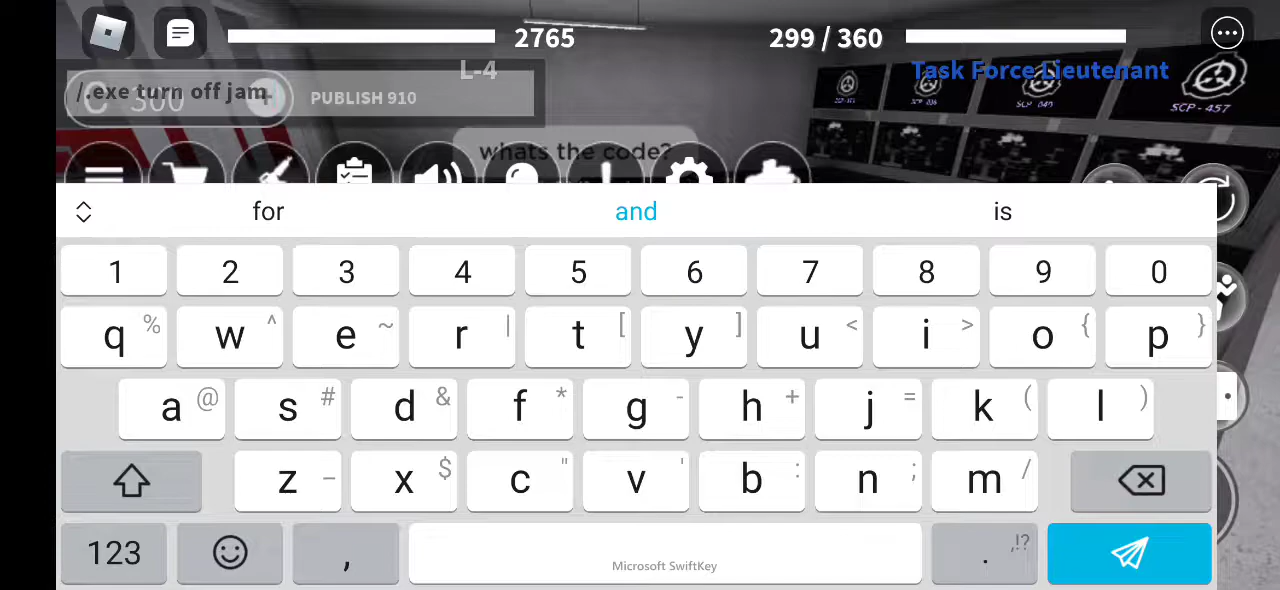 2765
299 / 360
L-4
Task Force Lieutenant
/.exe turn off jam
C 300 +
PUBLISH 910
SCP - 457
whats the code?
for and is
1 2 3 4 5 6 7 8 9 0
q % w ^ e ~ r | t [ y ] u < i > o { p }
a @ s # d & f * g - h + j = k ( l )
z _ x $ c " v ' b : n ; m /
123 , . ,!?
Microsoft SwiftKey